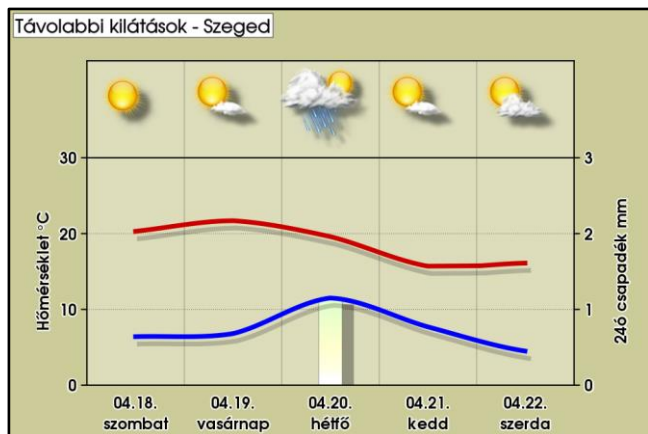 Távolabbi kilátások - Szeged
30
20
10
0
Hőmérséklet °C
3
2
1
0
24ó csapadék mm
04.18. 04.19. 04.20. 04.21. 04.22.
szombat vasárnap hétfő kedd szerda